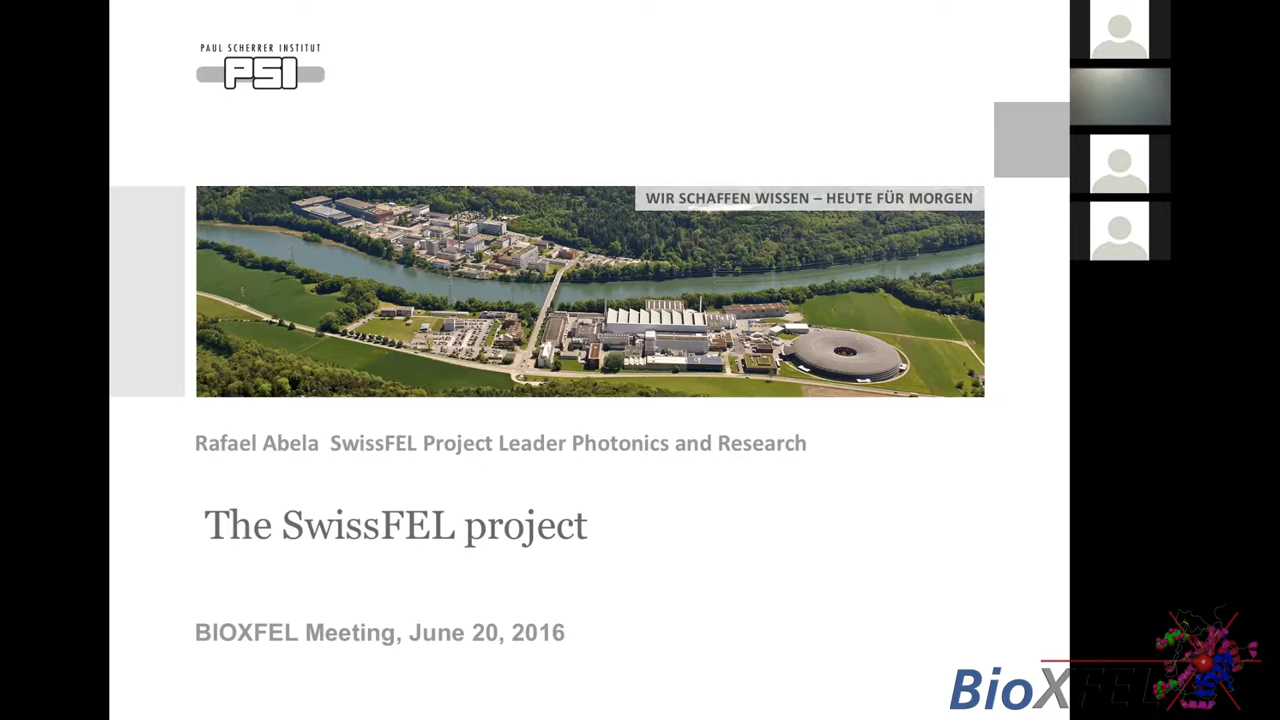 PAUL SCHERRER INSTITUT
PSI
WIR SCHAFFEN WISSEN – HEUTE FÜR MORGEN
Rafael Abela SwissFEL Project Leader Photonics and Research
The SwissFEL project
BIOXFEL Meeting, June 20, 2016
BioXFEL